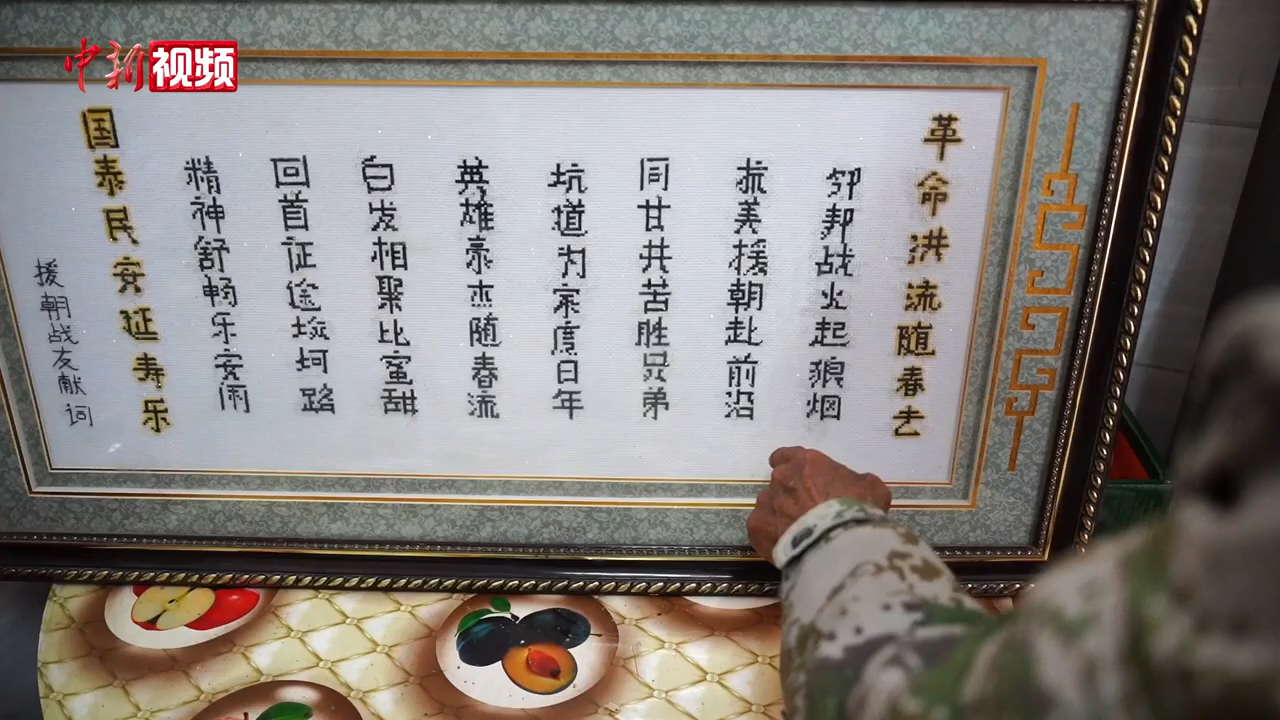 中新视频
革命洪流随春去
邻邦战火起狼烟
抗美援朝赴前沿
同甘共苦胜兄弟
坑道为家度日年
英雄豪杰随春流
白发相聚比蜜甜
回首征途坎坷路
精神舒畅乐安闲
国泰民安延寿乐
援朝战友献词